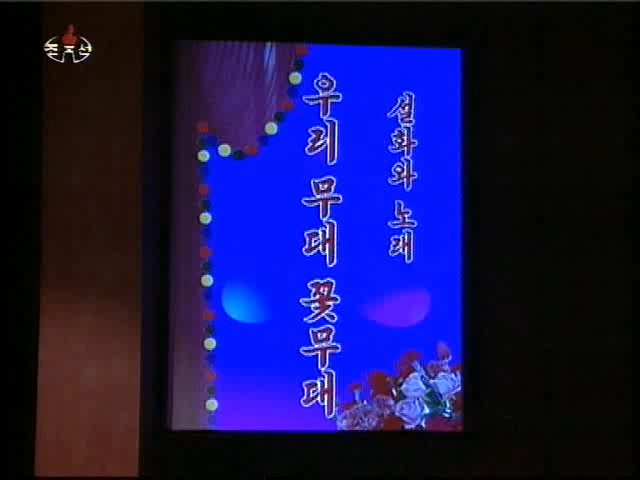 조선
설화와 노래
우리 무대 꽃무대